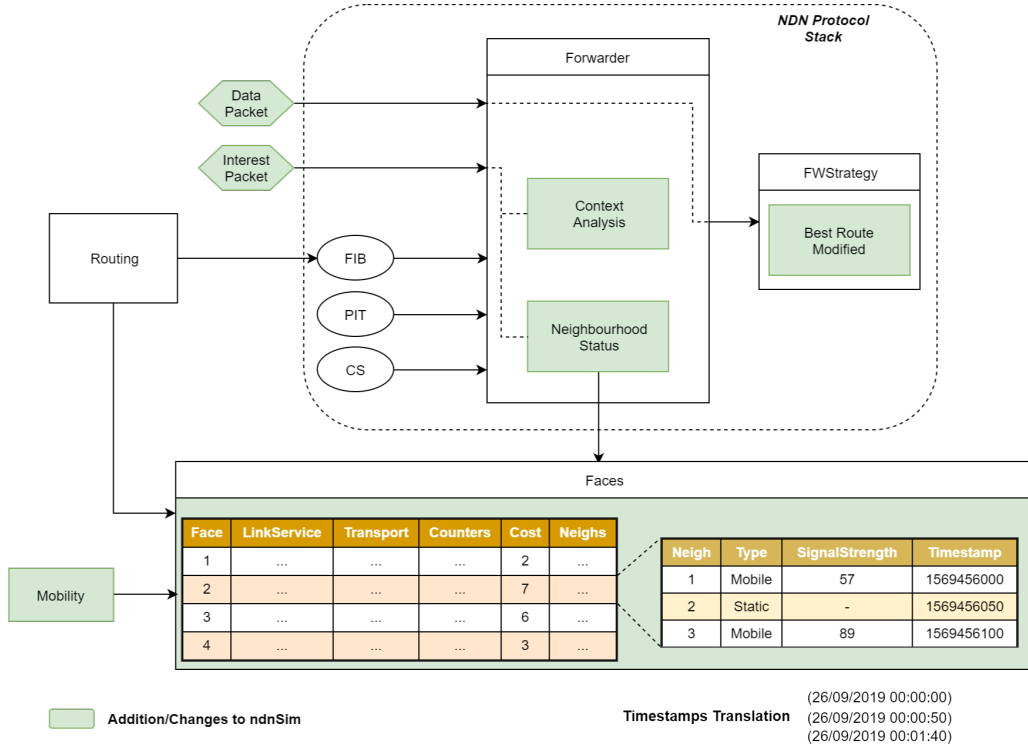 NDN Protocol
Stack
Forwarder
Data
Packet
Interest
Packet
FWStrategy
Context
Analysis
Best Route
Modified
Routing
FIB
PIT
Neighbourhood
Status
CS
Faces
Face LinkService Transport Counters Cost Neighs
1 ... ... ... 2 ...
2 ... ... ... 7 ...
3 ... ... ... 6 ...
4 ... ... ... 3 ...
Neigh Type SignalStrength Timestamp
1 Mobile 57 1569456000
2 Static - 1569456050
3 Mobile 89 1569456100
Mobility
Addition/Changes to ndnSim
Timestamps Translation
(26/09/2019 00:00:00)
(26/09/2019 00:00:50)
(26/09/2019 00:01:40)